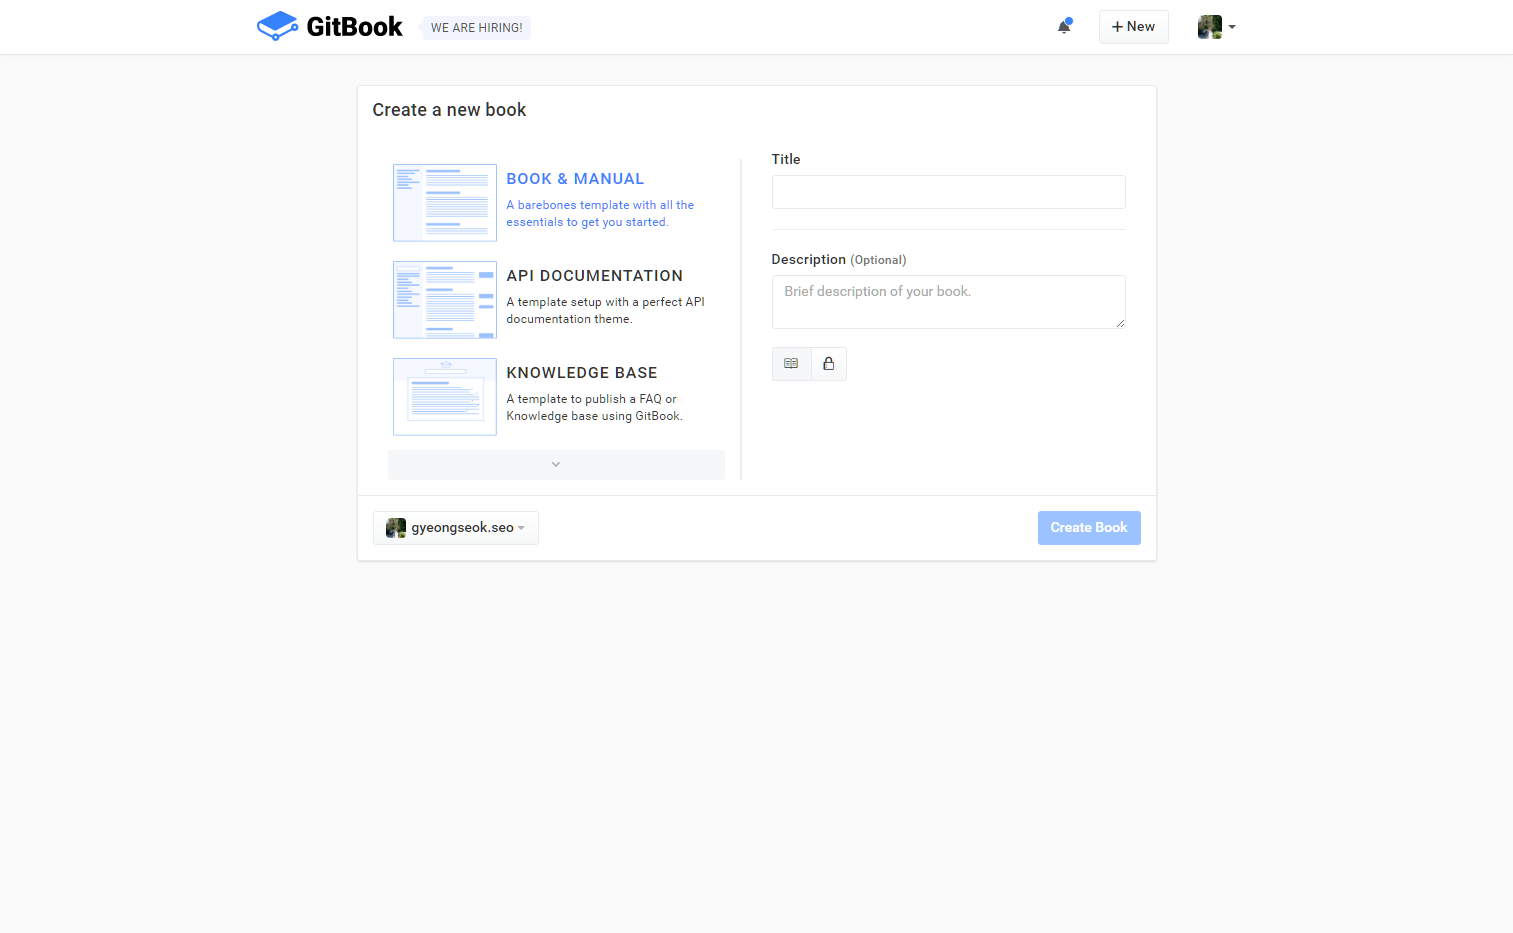 GitBook
WE ARE HIRING!
New
Create a new book
BOOK & MANUAL
A barebones template with all the
essentials to get you started.
API DOCUMENTATION
A template setup with a perfect API
documentation theme.
KNOWLEDGE BASE
A template to publish a FAQ or
Knowledge base using GitBook.
Title
Description (Optional)
Brief description of your book.
gyeongseok.seo
Create Book